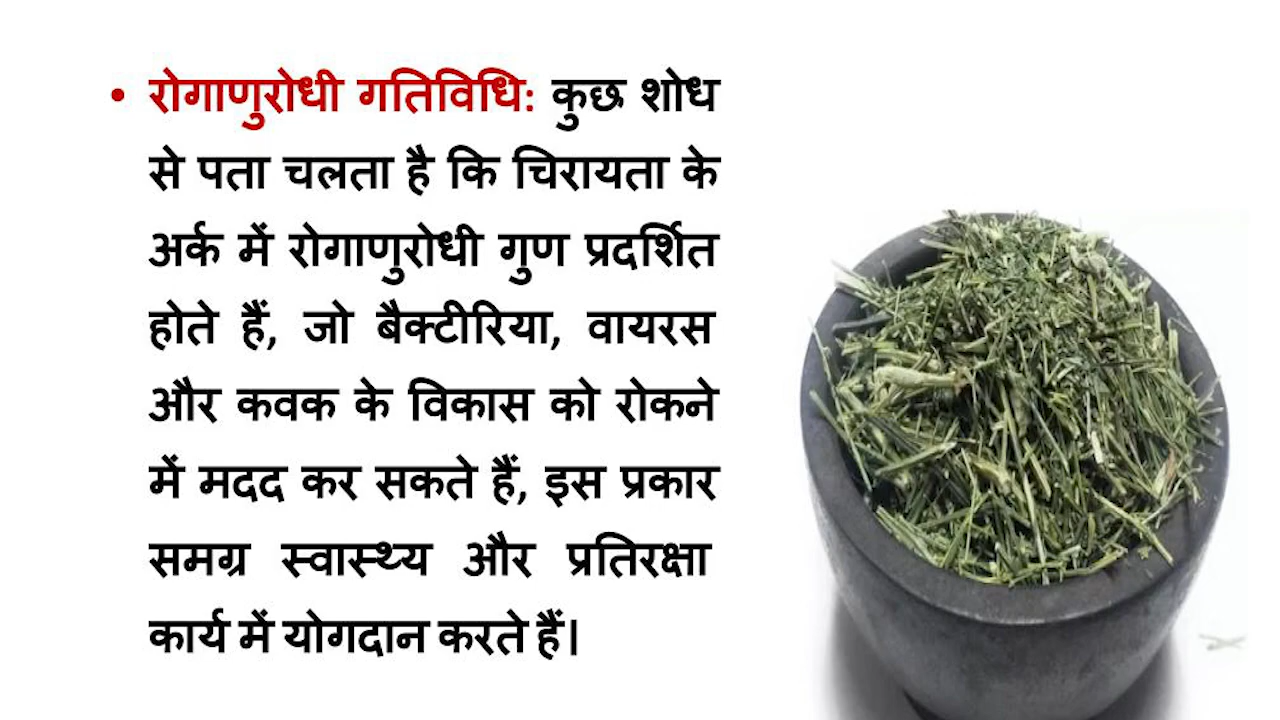 • रोगाणुरोधी गतिविधि: कुछ शोध
से पता चलता है कि चिरायता के
अर्क में रोगाणुरोधी गुण प्रदर्शित
होते हैं, जो बैक्टीरिया, वायरस
और कवक के विकास को रोकने
में मदद कर सकते हैं, इस प्रकार
समग्र स्वास्थ्य और प्रतिरक्षा
कार्य में योगदान करते हैं।